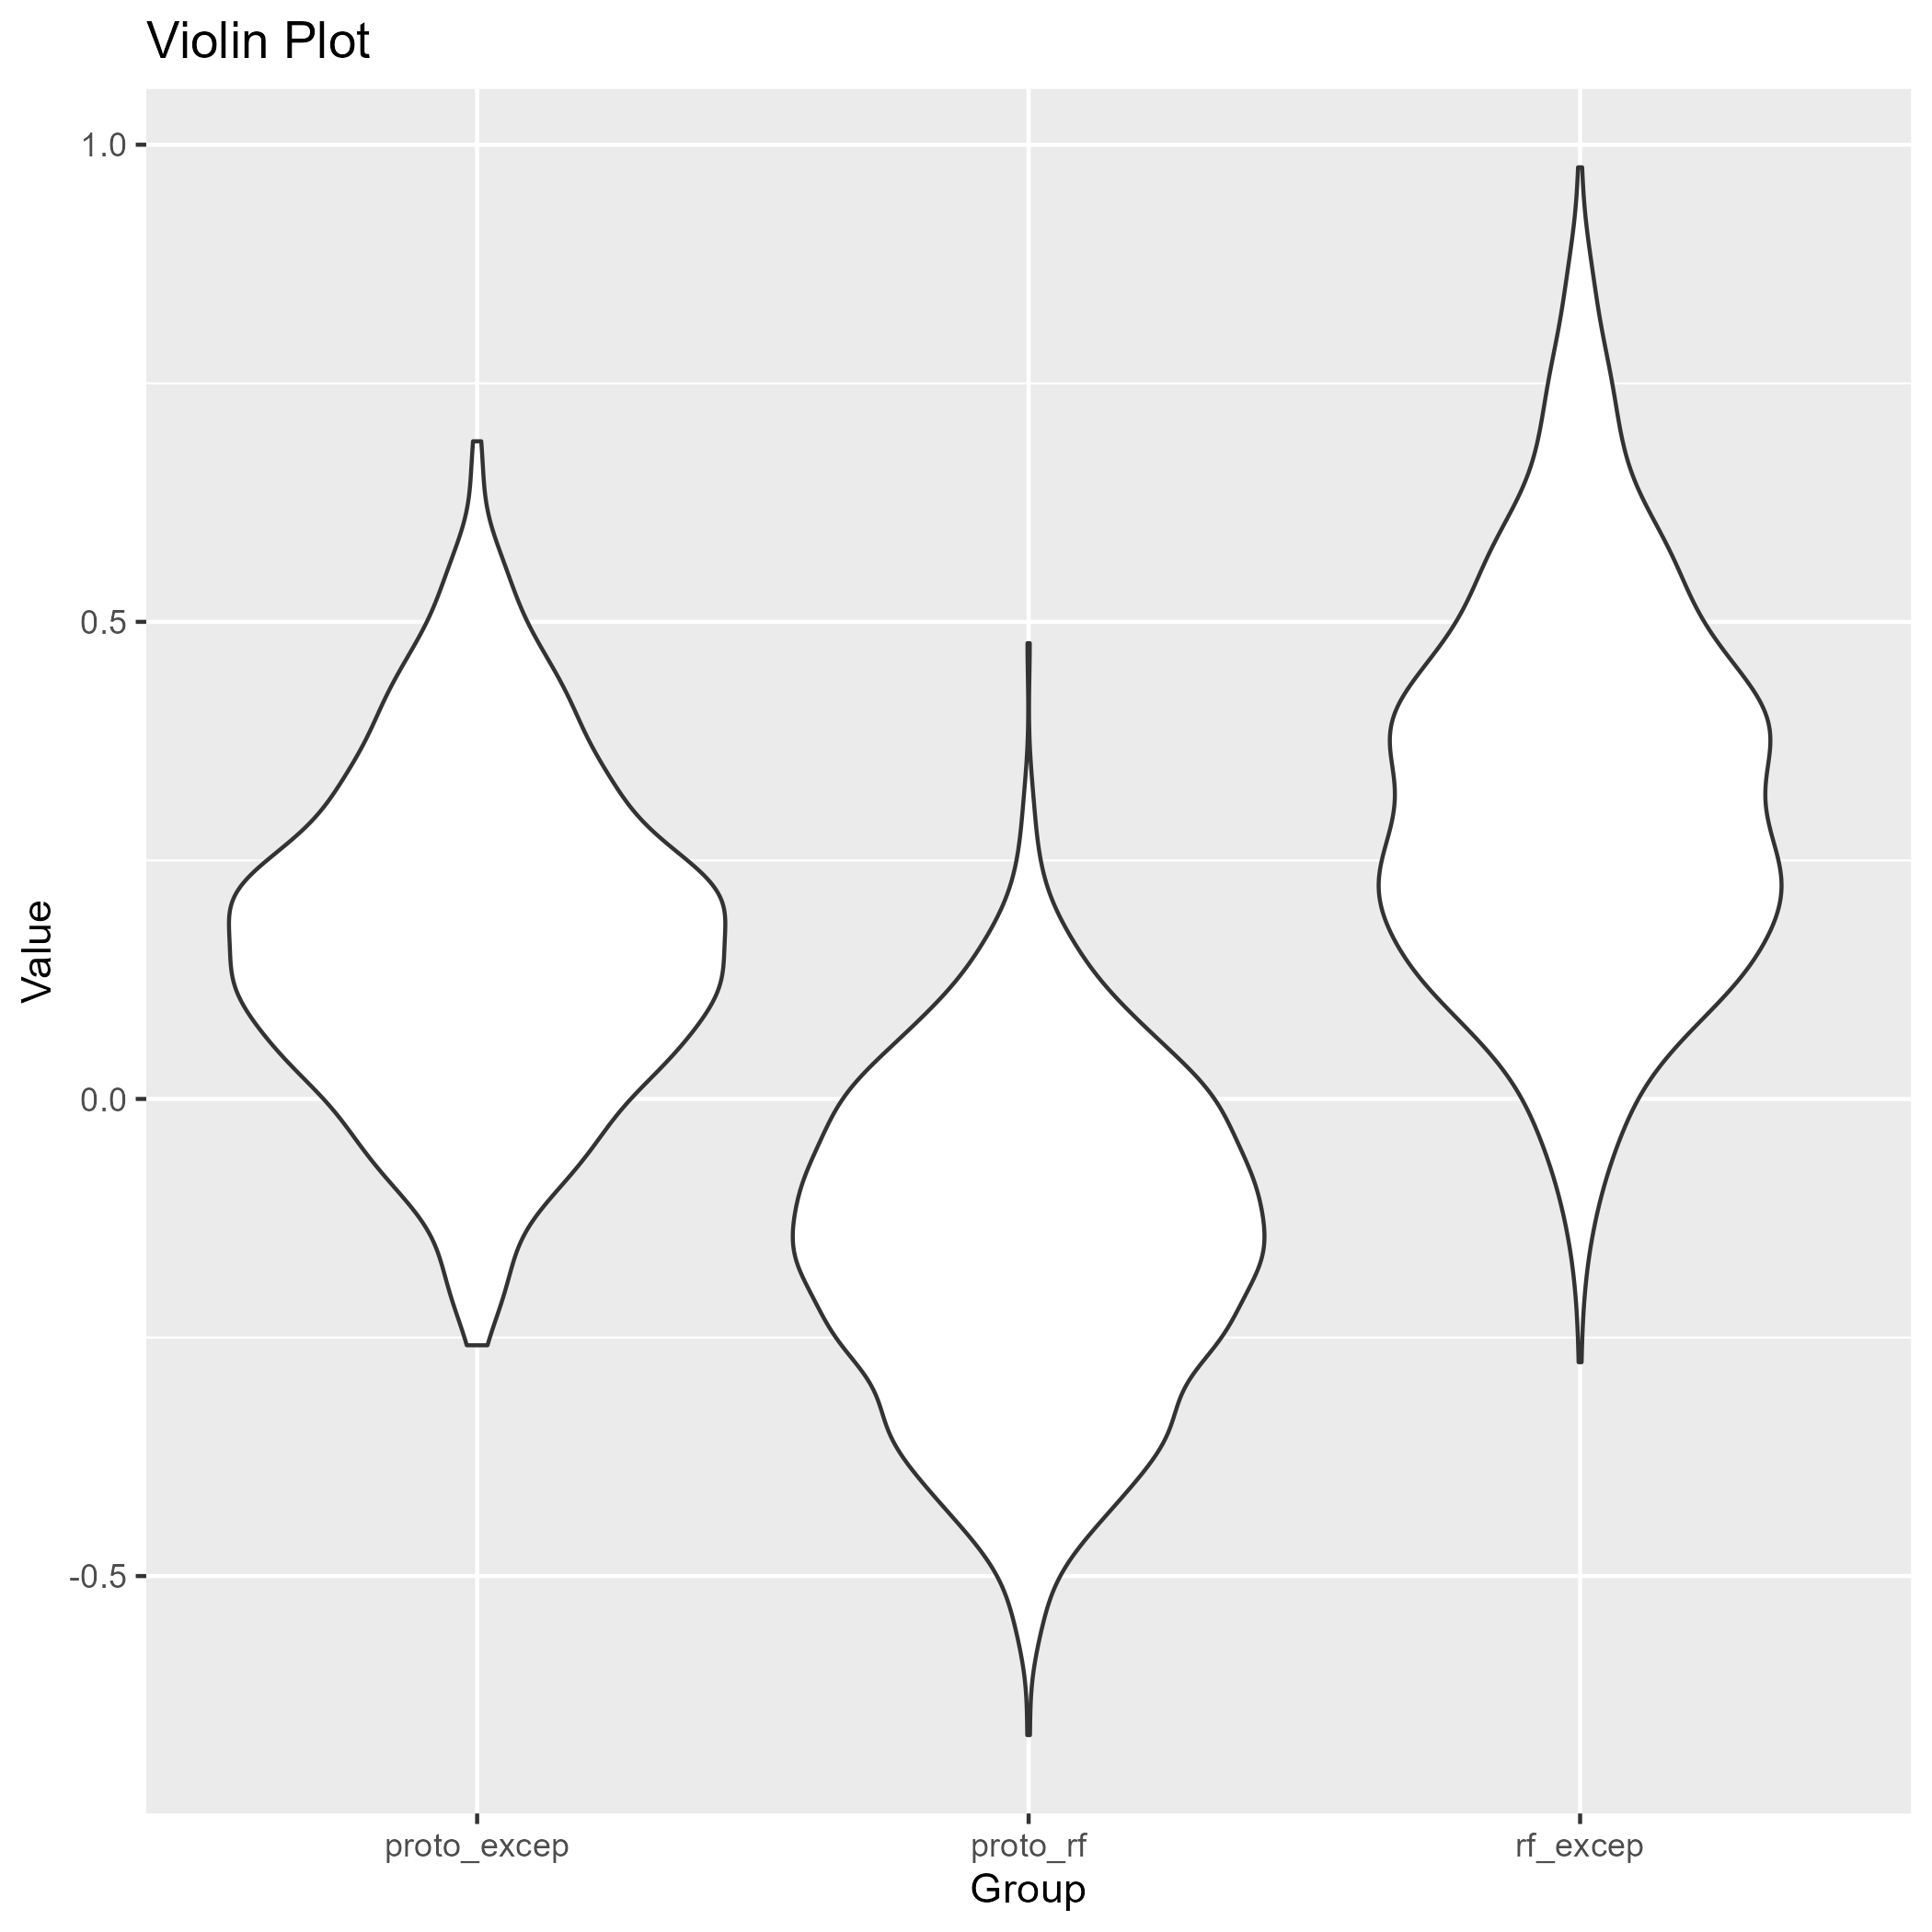 Violin Plot
1.0
0.5
0.0
-0.5
Value
proto_excep
proto_rf
rf_excep
Group